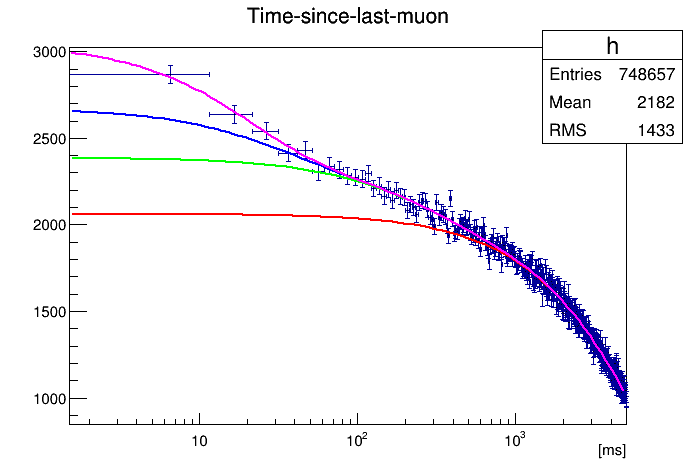 Time-since-last-muon
h
Entries 748657
Mean 2182
RMS 1433
3000
2500
2000
1500
1000
10
10²
10³
[ms]